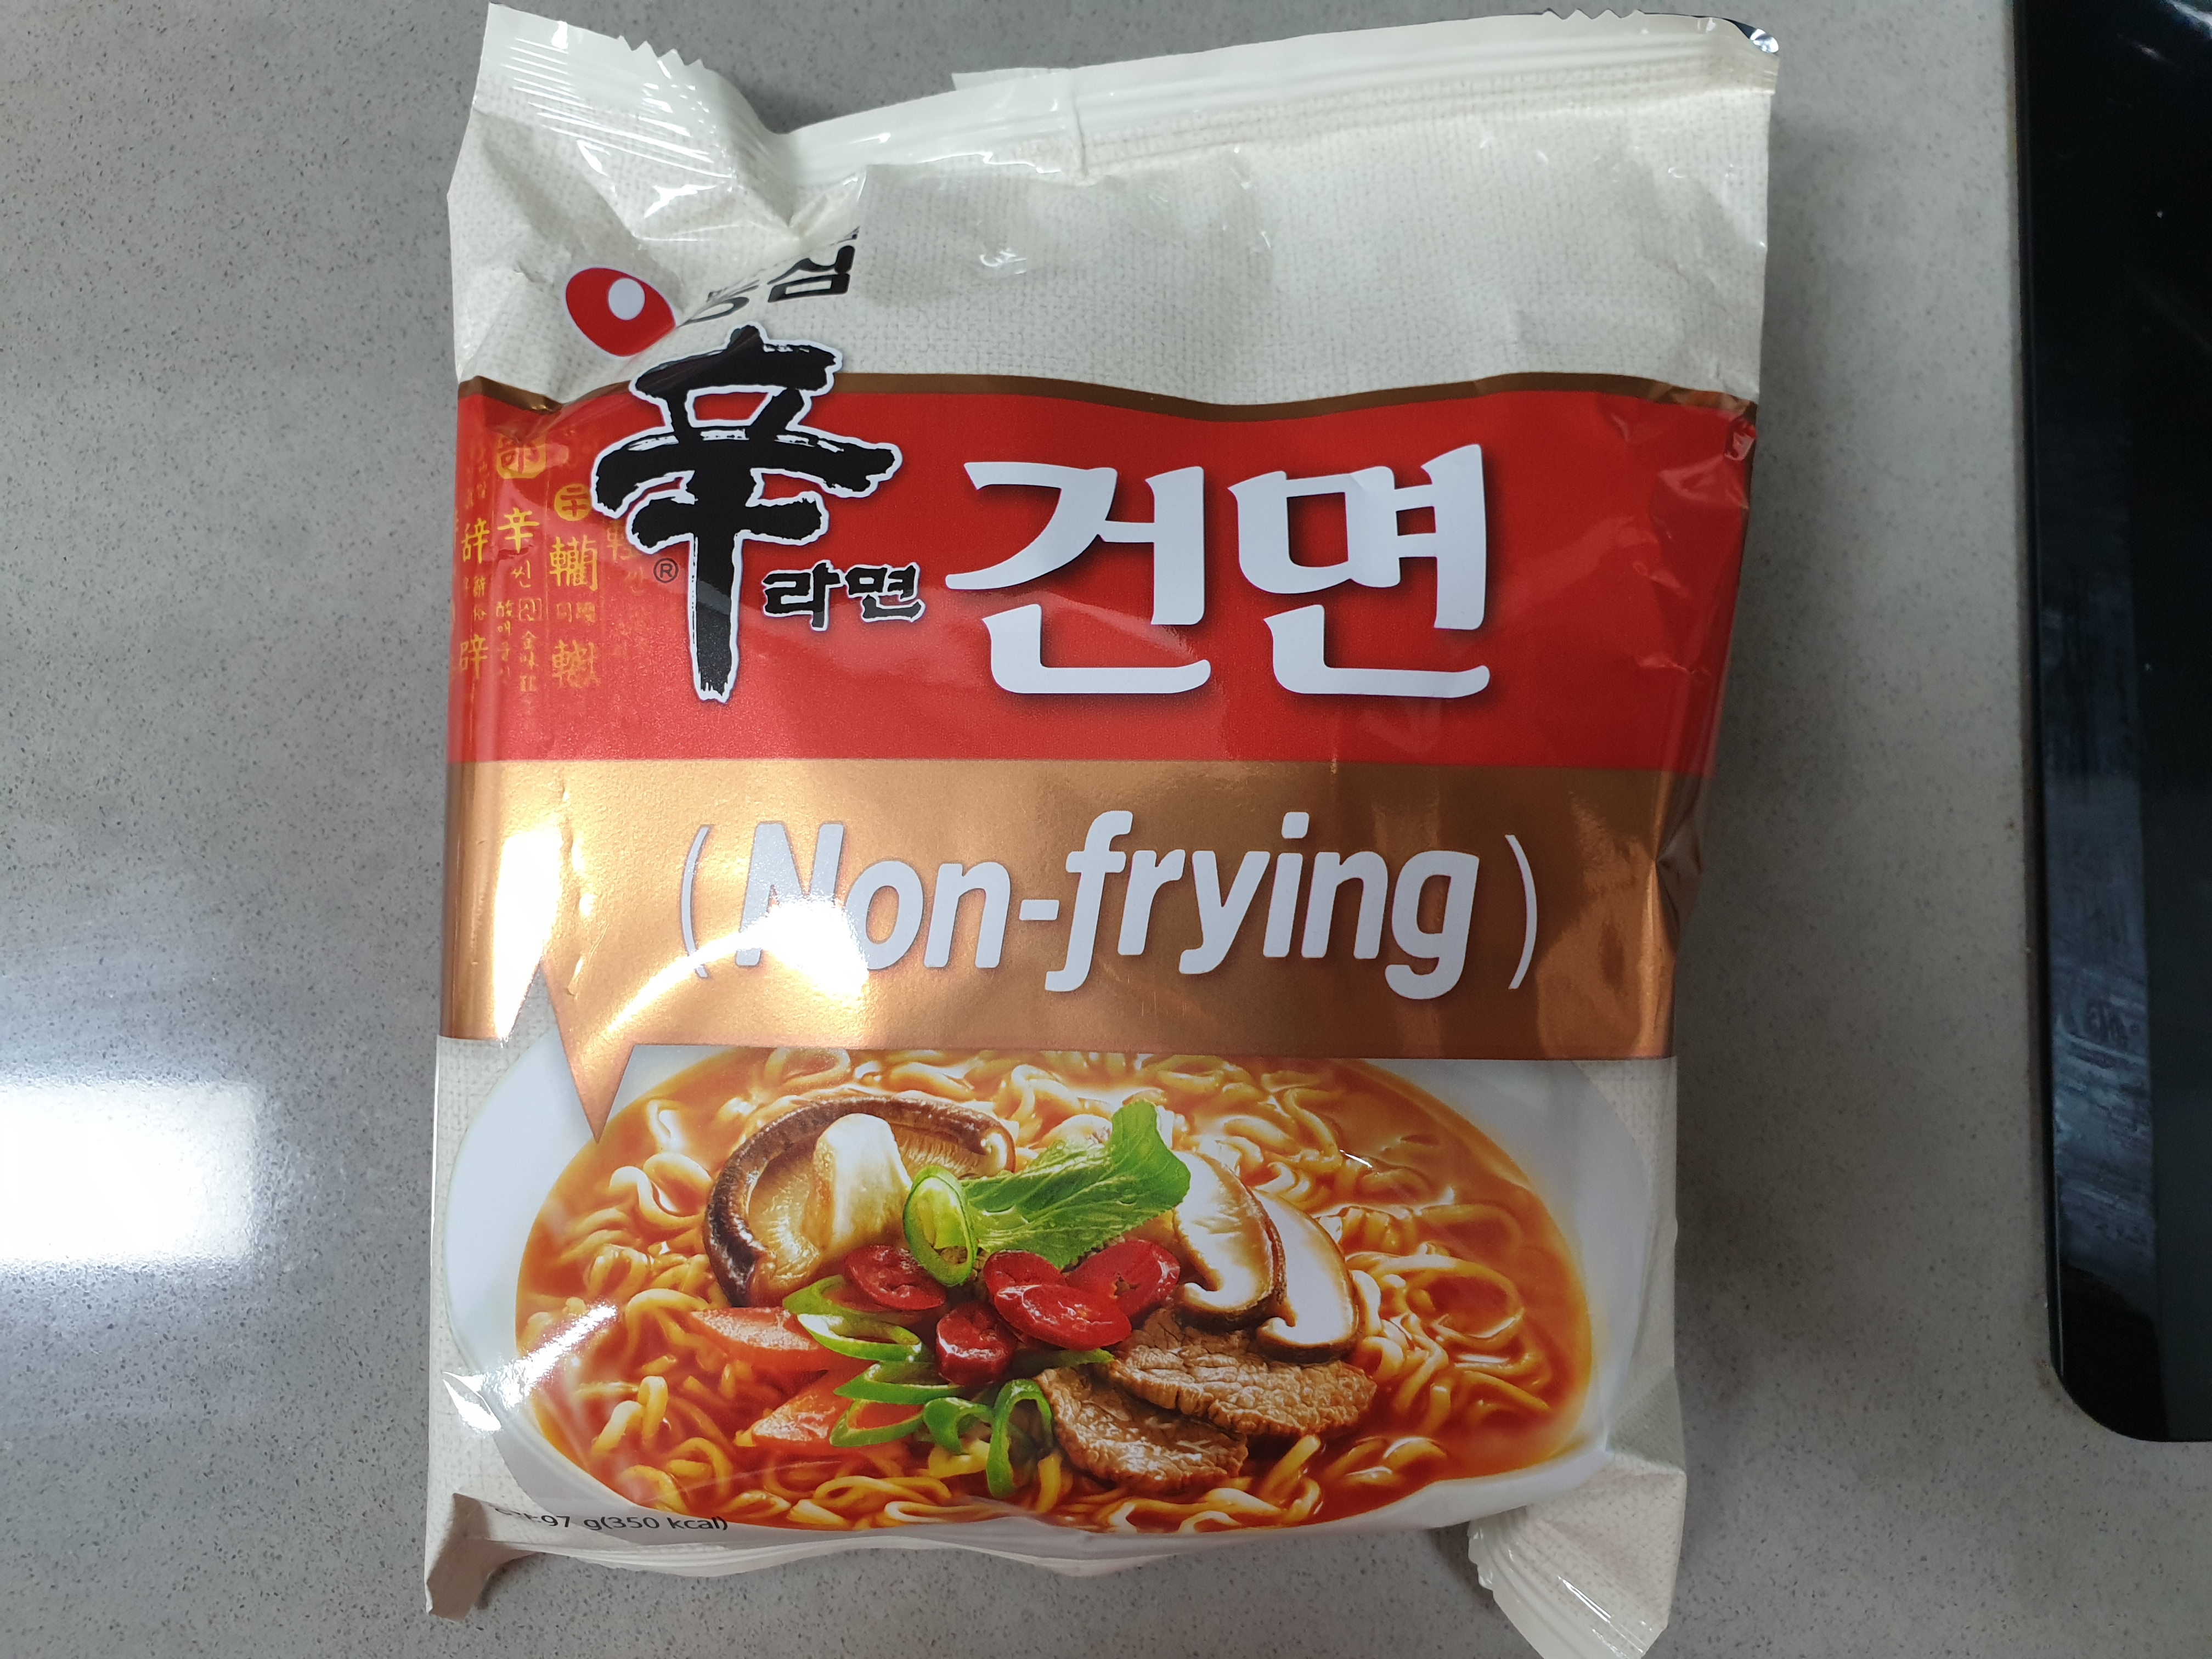 농심
辛라면 건면
®
(Non-frying)
97 g(350 kcal)